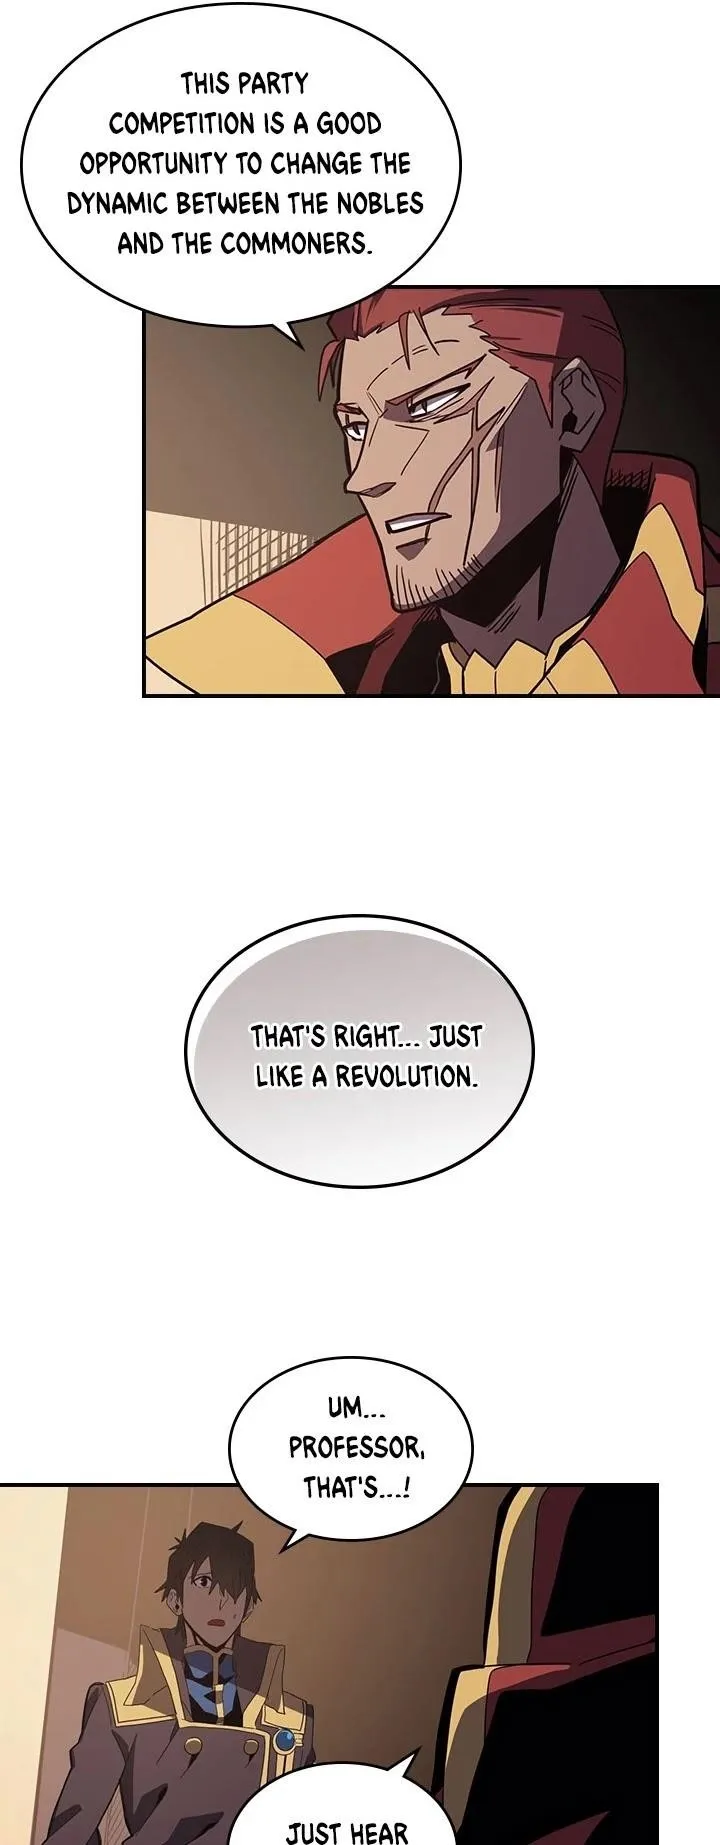 THIS PARTY
COMPETITION IS A GOOD
OPPORTUNITY TO CHANGE THE
DYNAMIC BETWEEN THE NOBLES
AND THE COMMONERS.
THAT'S RIGHT... JUST
LIKE A REVOLUTION.
UM...
PROFESSOR,
THAT'S...!
JUST HEAR